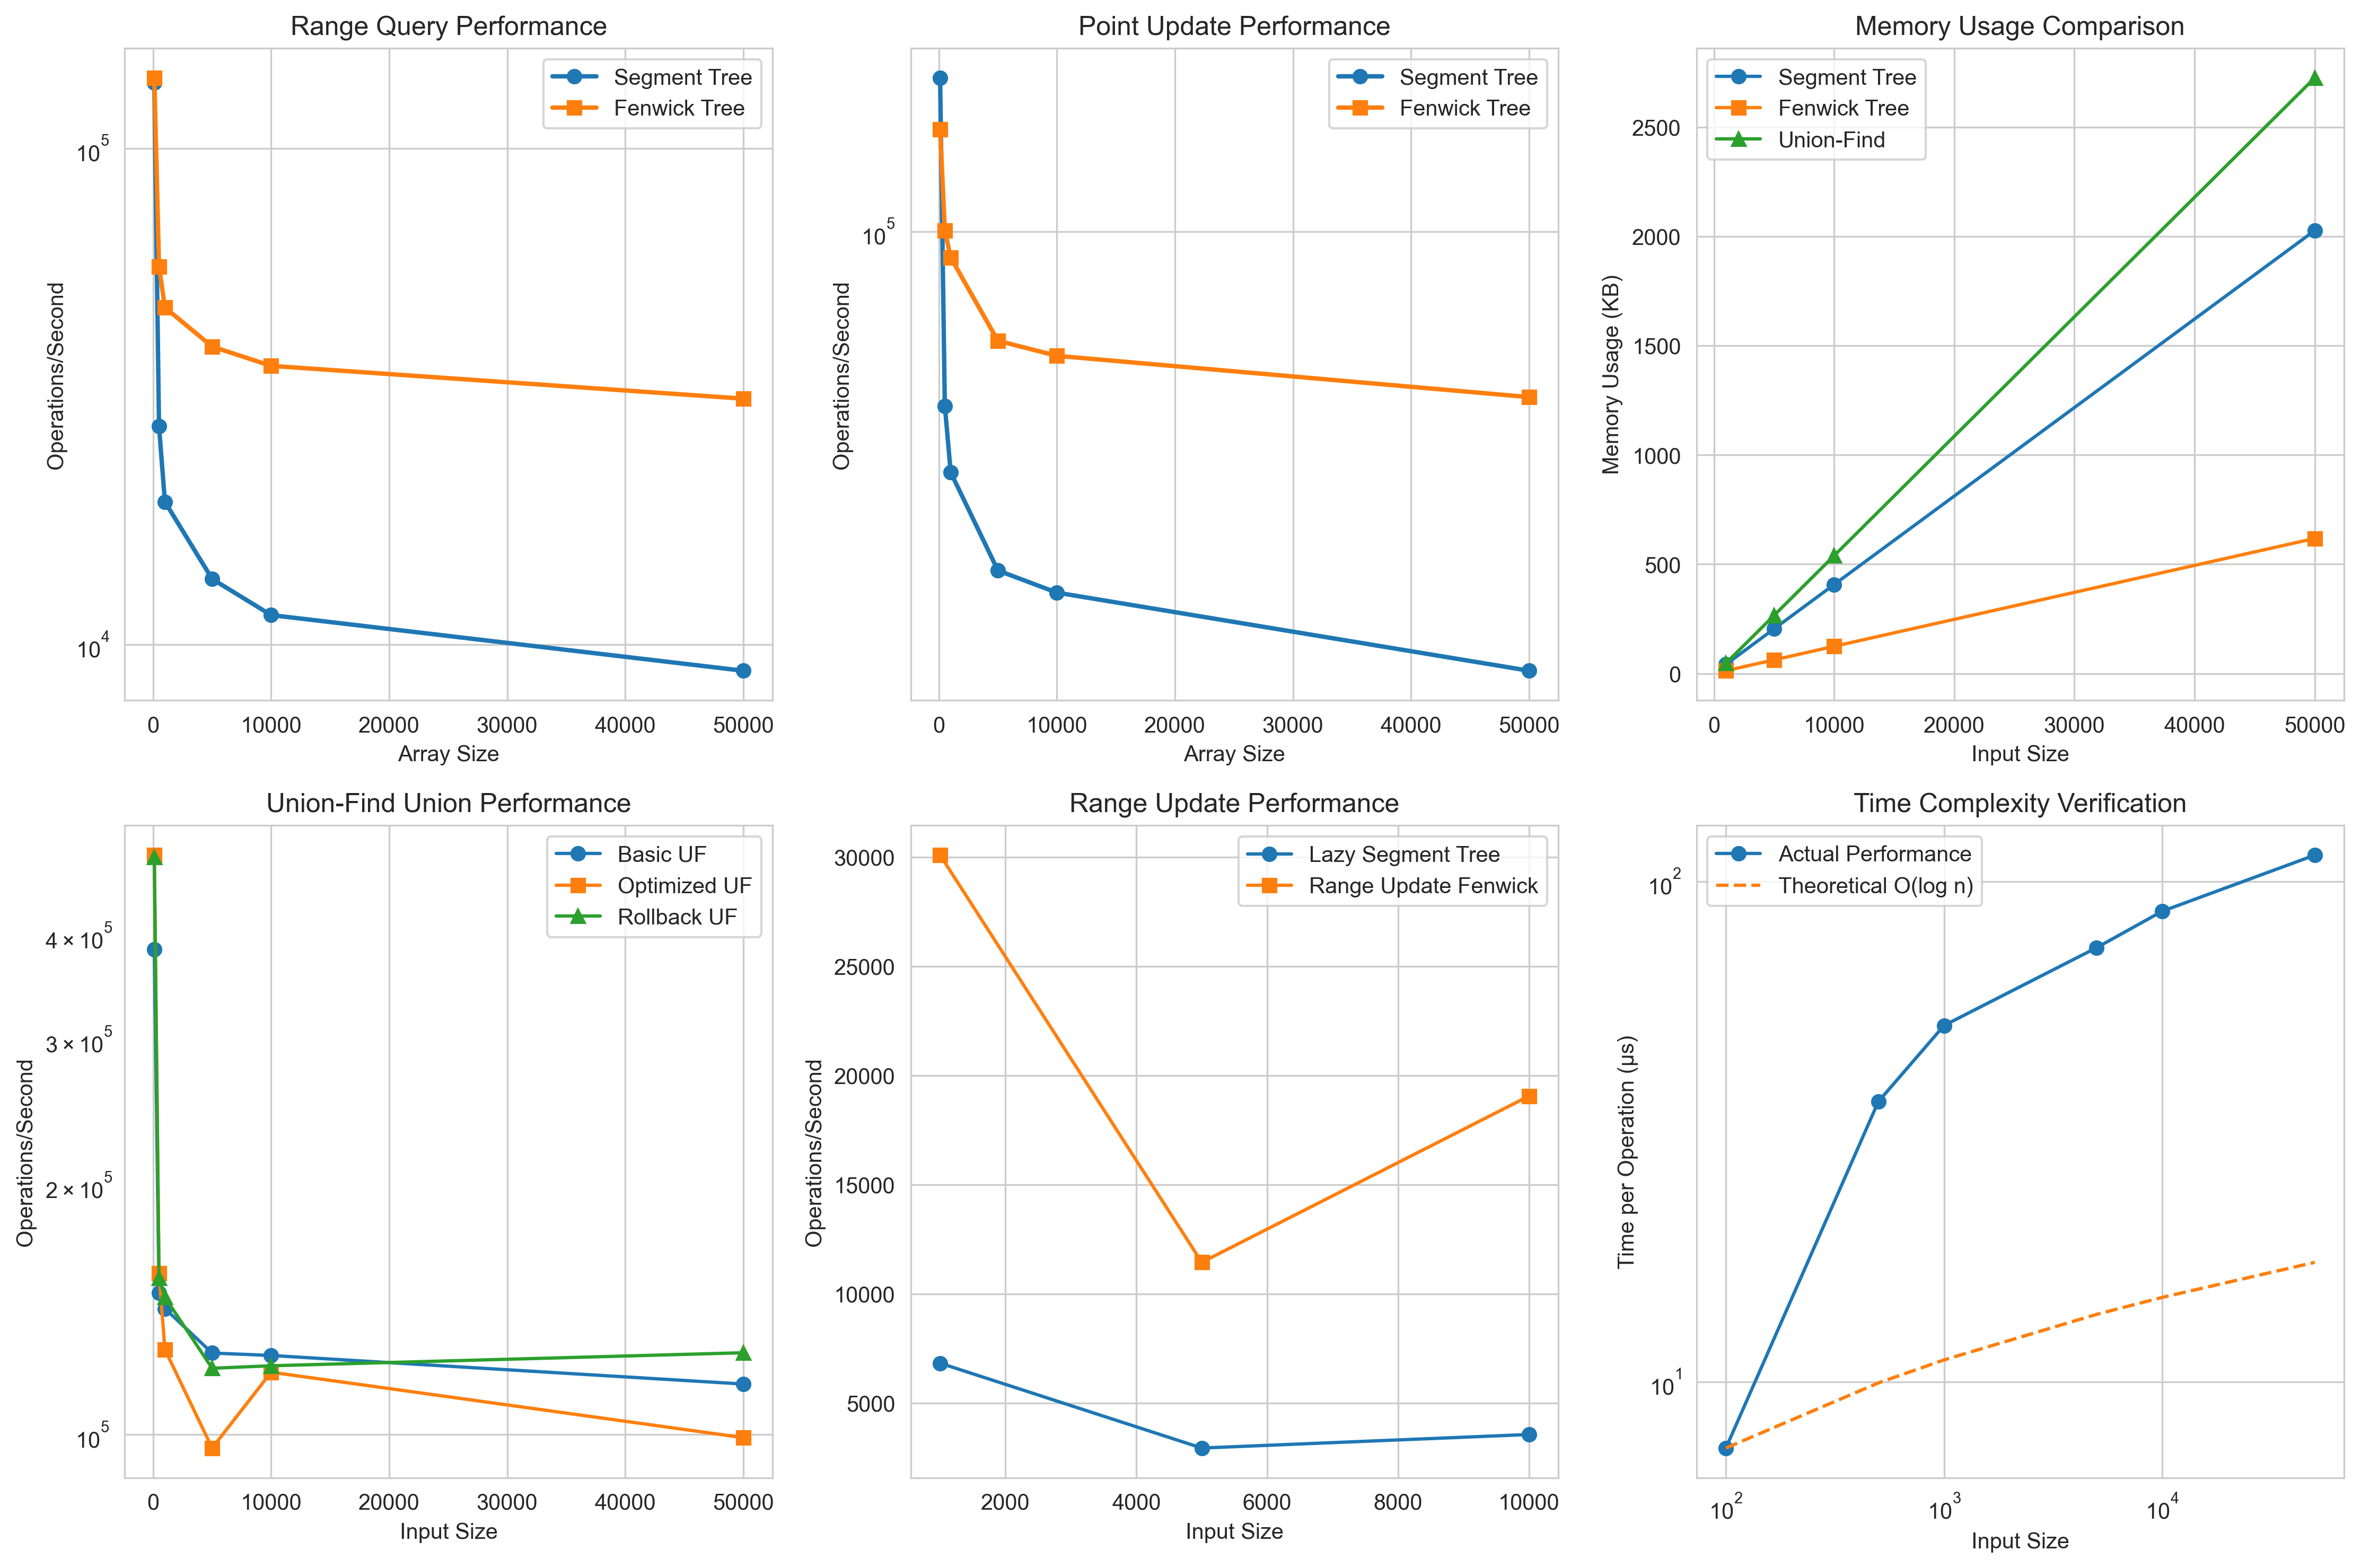 Range Query Performance
Segment Tree
Fenwick Tree
10^5
10^4
Operations/Second
0 10000 20000 30000 40000 50000
Array Size
Point Update Performance
Segment Tree
Fenwick Tree
10^5
Operations/Second
0 10000 20000 30000 40000 50000
Array Size
Memory Usage Comparison
Segment Tree
Fenwick Tree
Union-Find
2500
2000
1500
1000
500
0
Memory Usage (KB)
0 10000 20000 30000 40000 50000
Input Size
Union-Find Union Performance
Basic UF
Optimized UF
Rollback UF
4 × 10^5
3 × 10^5
2 × 10^5
10^5
Operations/Second
0 10000 20000 30000 40000 50000
Input Size
Range Update Performance
Lazy Segment Tree
Range Update Fenwick
30000
25000
20000
15000
10000
5000
Operations/Second
2000 4000 6000 8000 10000
Input Size
Time Complexity Verification
Actual Performance
Theoretical O(log n)
10^2
10^1
Time per Operation (μs)
10^2 10^3 10^4
Input Size